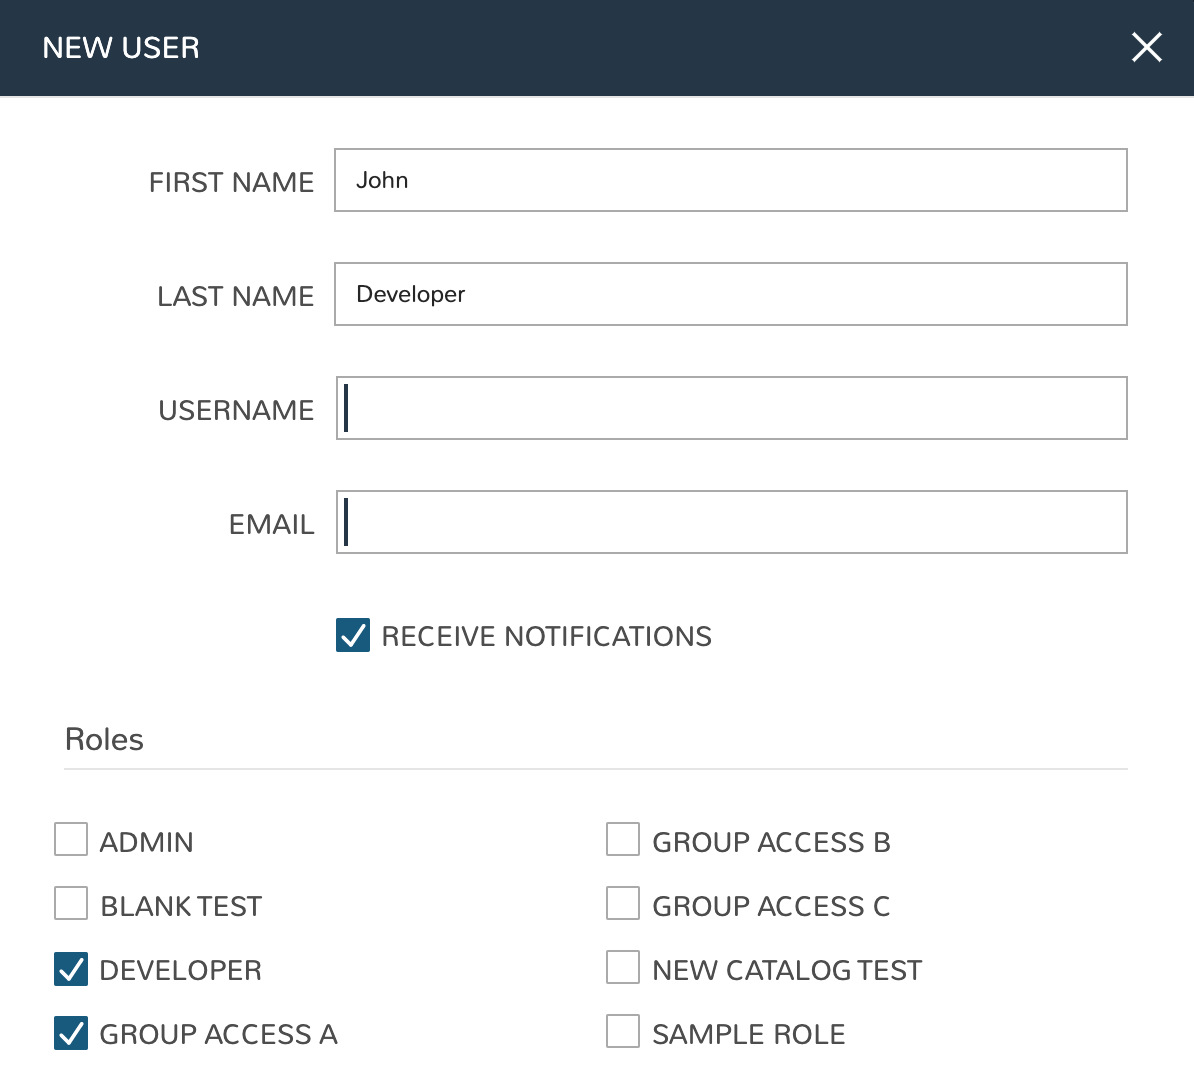 NEW USER
FIRST NAME
John
LAST NAME
Developer
USERNAME
EMAIL
RECEIVE NOTIFICATIONS
Roles
ADMIN
GROUP ACCESS B
BLANK TEST
GROUP ACCESS C
DEVELOPER
NEW CATALOG TEST
GROUP ACCESS A
SAMPLE ROLE